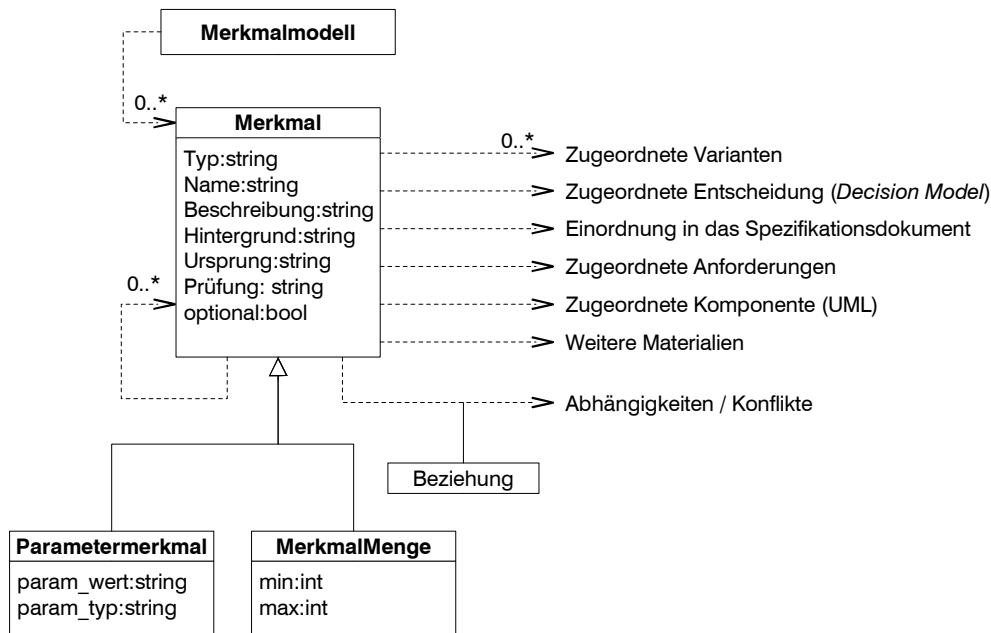 Merkmalmodell
0..*
Merkmal
Typ:string
Name:string
Beschreibung:string
Hintergrund:string
Ursprung:string
Prüfung: string
optional:bool
0..*
0..*
Zugeordnete Varianten
Zugeordnete Entscheidung (Decision Model)
Einordnung in das Spezifikationsdokument
Zugeordnete Anforderungen
Zugeordnete Komponente (UML)
Weitere Materialien
Abhängigkeiten / Konflikte
Beziehung
Parametermerkmal
param_wert:string
param_typ:string
MerkmalMenge
min:int
max:int